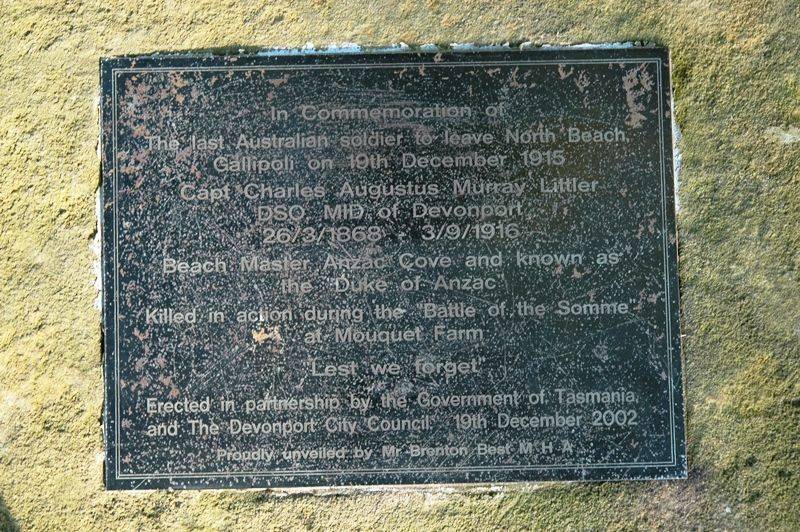 In Commemoration of
The last Australian soldier to leave North Beach,
Gallipoli on 19th December 1915
Capt Charles Augustus Murray Littler
DSO, MID of Devonport
26/3/1868 - 3/9/1916
Beach Master Anzac Cove and known as
the "Duke of Anzac"
Killed in action during the "Battle of the Somme"
at Mouquet Farm
"Lest we forget"
Erected in partnership by the Government of Tasmania
and The Devonport City Council 19th December 2002
Proudly unveiled by Mr Brenton Best M.H.A.